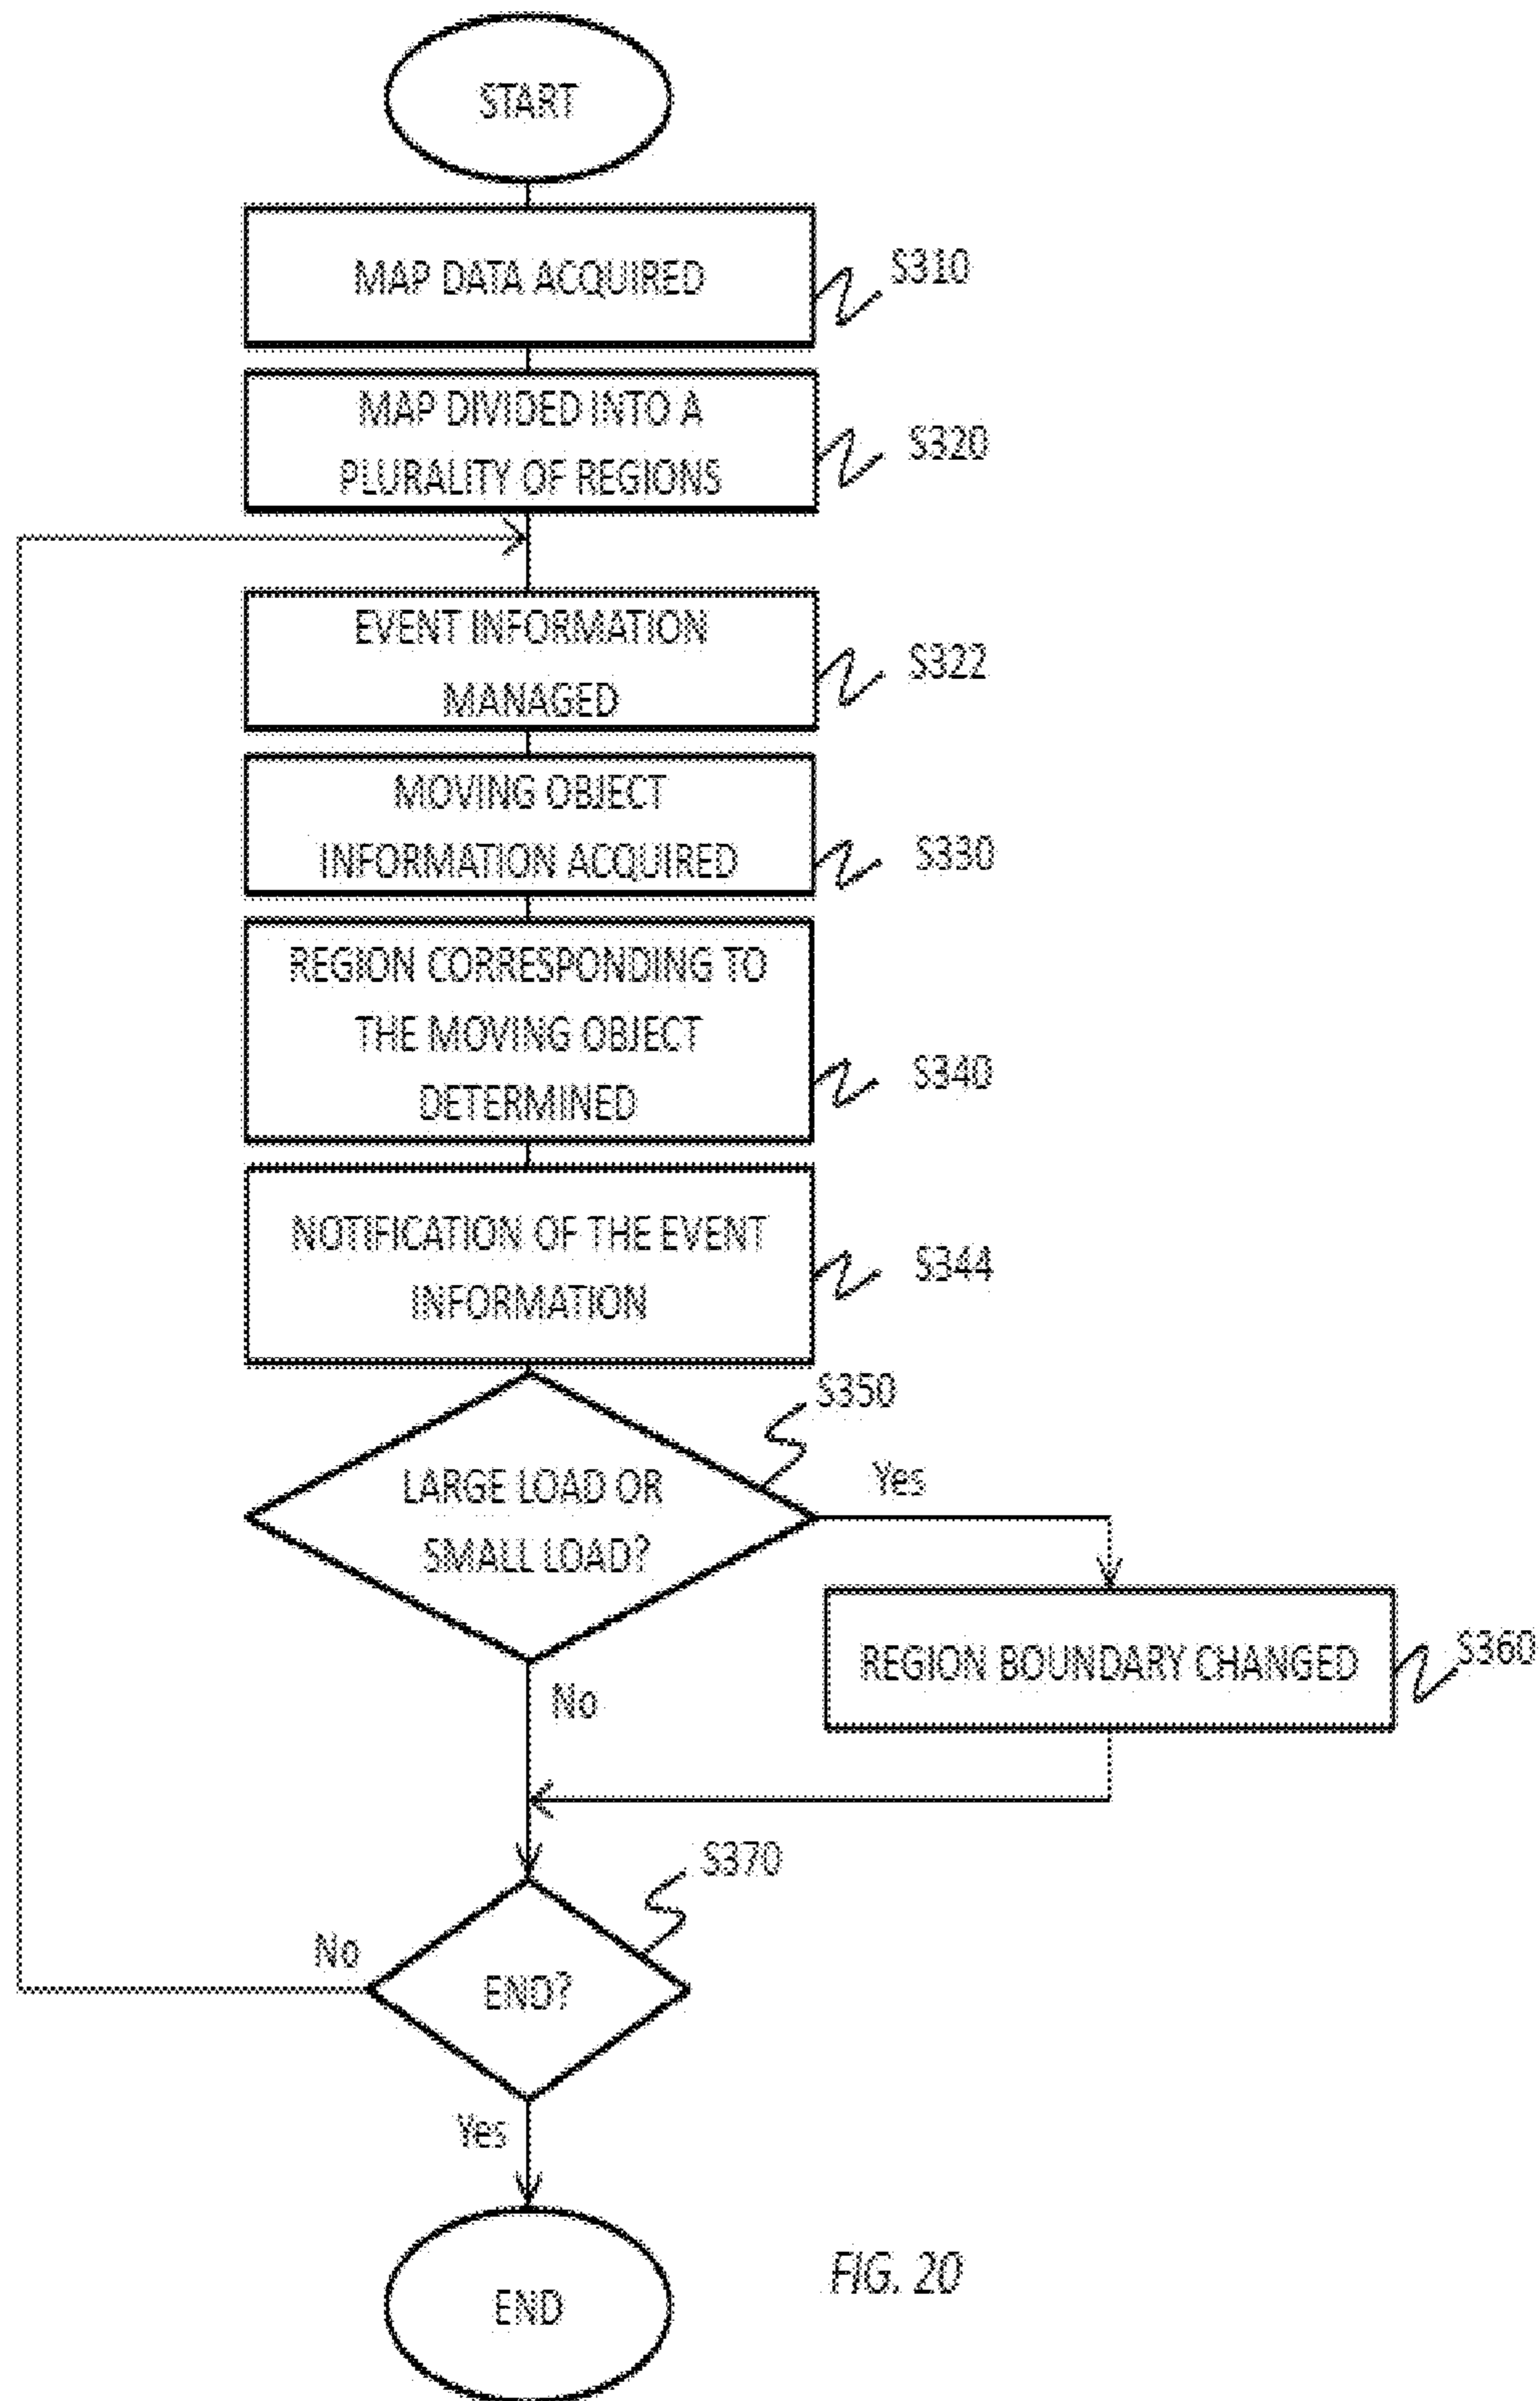 START
MAP DATA ACQUIRED
S310
MAP DIVIDED INTO A
PLURALITY OF REGIONS
S320
EVENT INFORMATION
MANAGED
S322
MOVING OBJECT
INFORMATION ACQUIRED
S330
REGION CORRESPONDING TO
THE MOVING OBJECT
DETERMINED
S340
NOTIFICATION OF THE EVENT
INFORMATION
S344
S350
LARGE LOAD OR
SMALL LOAD?
Yes
REGION BOUNDARY CHANGED
S360
No
S370
No
END?
Yes
END
FIG. 20